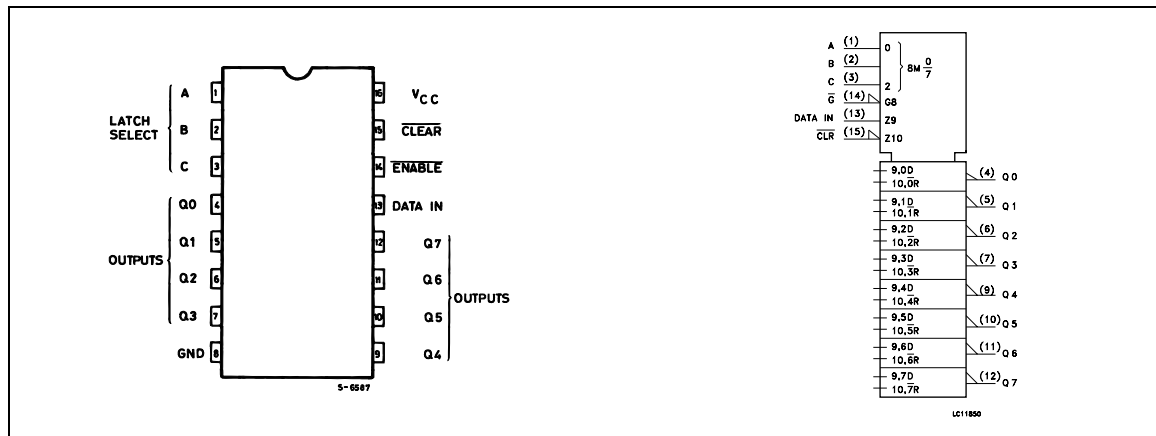 LATCH SELECT
A 1
B 2
C 3
OUTPUTS
Q0 4
Q1 5
Q2 6
Q3 7
GND 8
16 VCC
15 CLEAR
14 ENABLE
13 DATA IN
12 Q7
11 Q6
10 Q5
9 Q4
OUTPUTS
S-6587
A (1) 0
B (2)
C (3) 2
8M 0/7
G (14) G8
DATA IN (13) Z9
CLR (15) Z10
9,0D (4) Q0
10,0R
9,1D (5) Q1
10,1R
9,2D (6) Q2
10,2R
9,3D (7) Q3
10,3R
9,4D (9) Q4
10,4R
9,5D (10) Q5
10,5R
9,6D (11) Q6
10,6R
9,7D (12) Q7
10,7R
LC11850